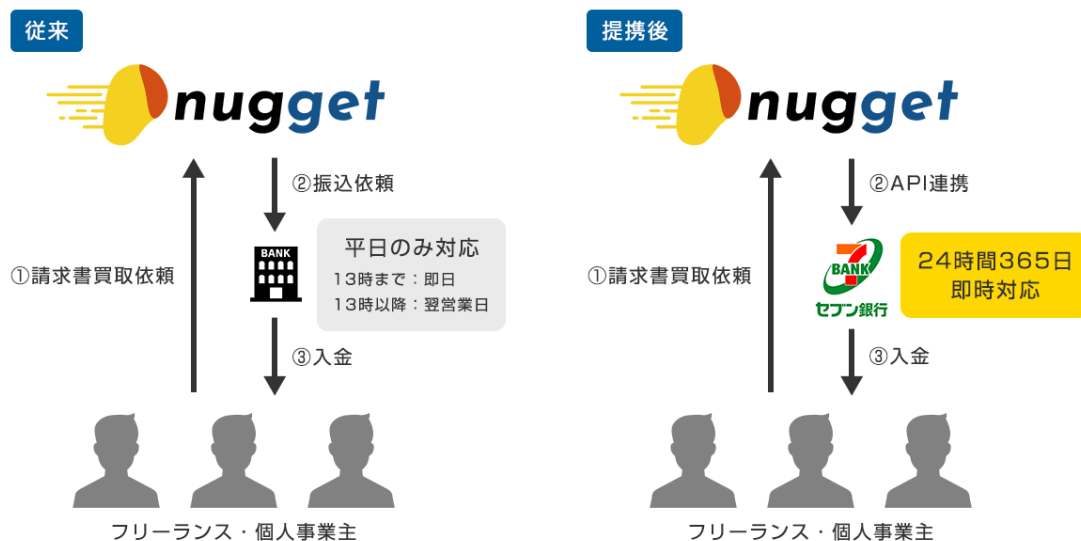 従来
nugget
②振込依頼
BANK
平日のみ対応
13時まで：即日
13時以降：翌営業日
①請求書買取依頼
③入金
フリーランス・個人事業主
提携後
nugget
②API連携
7
BANK
セブン銀行
24時間365日
即時対応
①請求書買取依頼
③入金
フリーランス・個人事業主